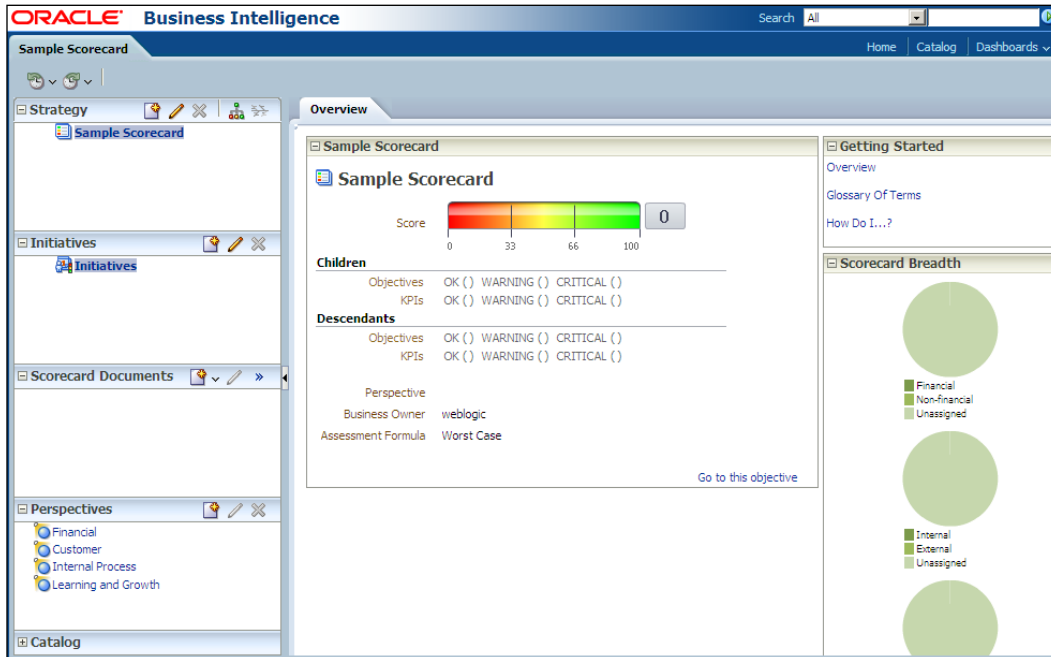 ORACLE Business Intelligence
Search All
Sample Scorecard
Home Catalog Dashboards
Strategy
Sample Scorecard
Initiatives
Initiatives
Scorecard Documents
»
Perspectives
Financial
Customer
Internal Process
Learning and Growth
Catalog
Overview
Sample Scorecard
Sample Scorecard
Score
0
0 33 66 100
Children
Objectives OK ( ) WARNING ( ) CRITICAL ( )
KPIs OK ( ) WARNING ( ) CRITICAL ( )
Descendants
Objectives OK ( ) WARNING ( ) CRITICAL ( )
KPIs OK ( ) WARNING ( ) CRITICAL ( )
Perspective
Business Owner weblogic
Assessment Formula Worst Case
Go to this objective
Getting Started
Overview
Glossary Of Terms
How Do I...?
Scorecard Breadth
Financial
Non-financial
Unassigned
Internal
External
Unassigned